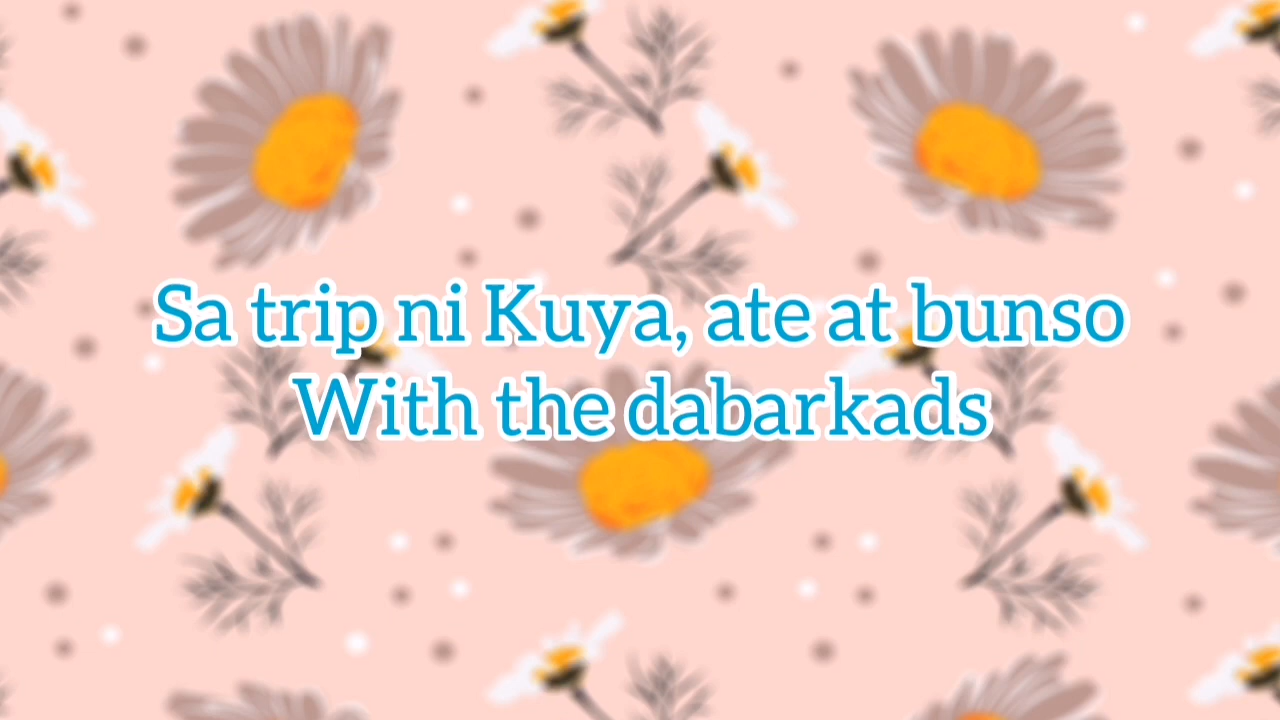 Sa trip ni Kuya, ate at bunso
With the dabarkads